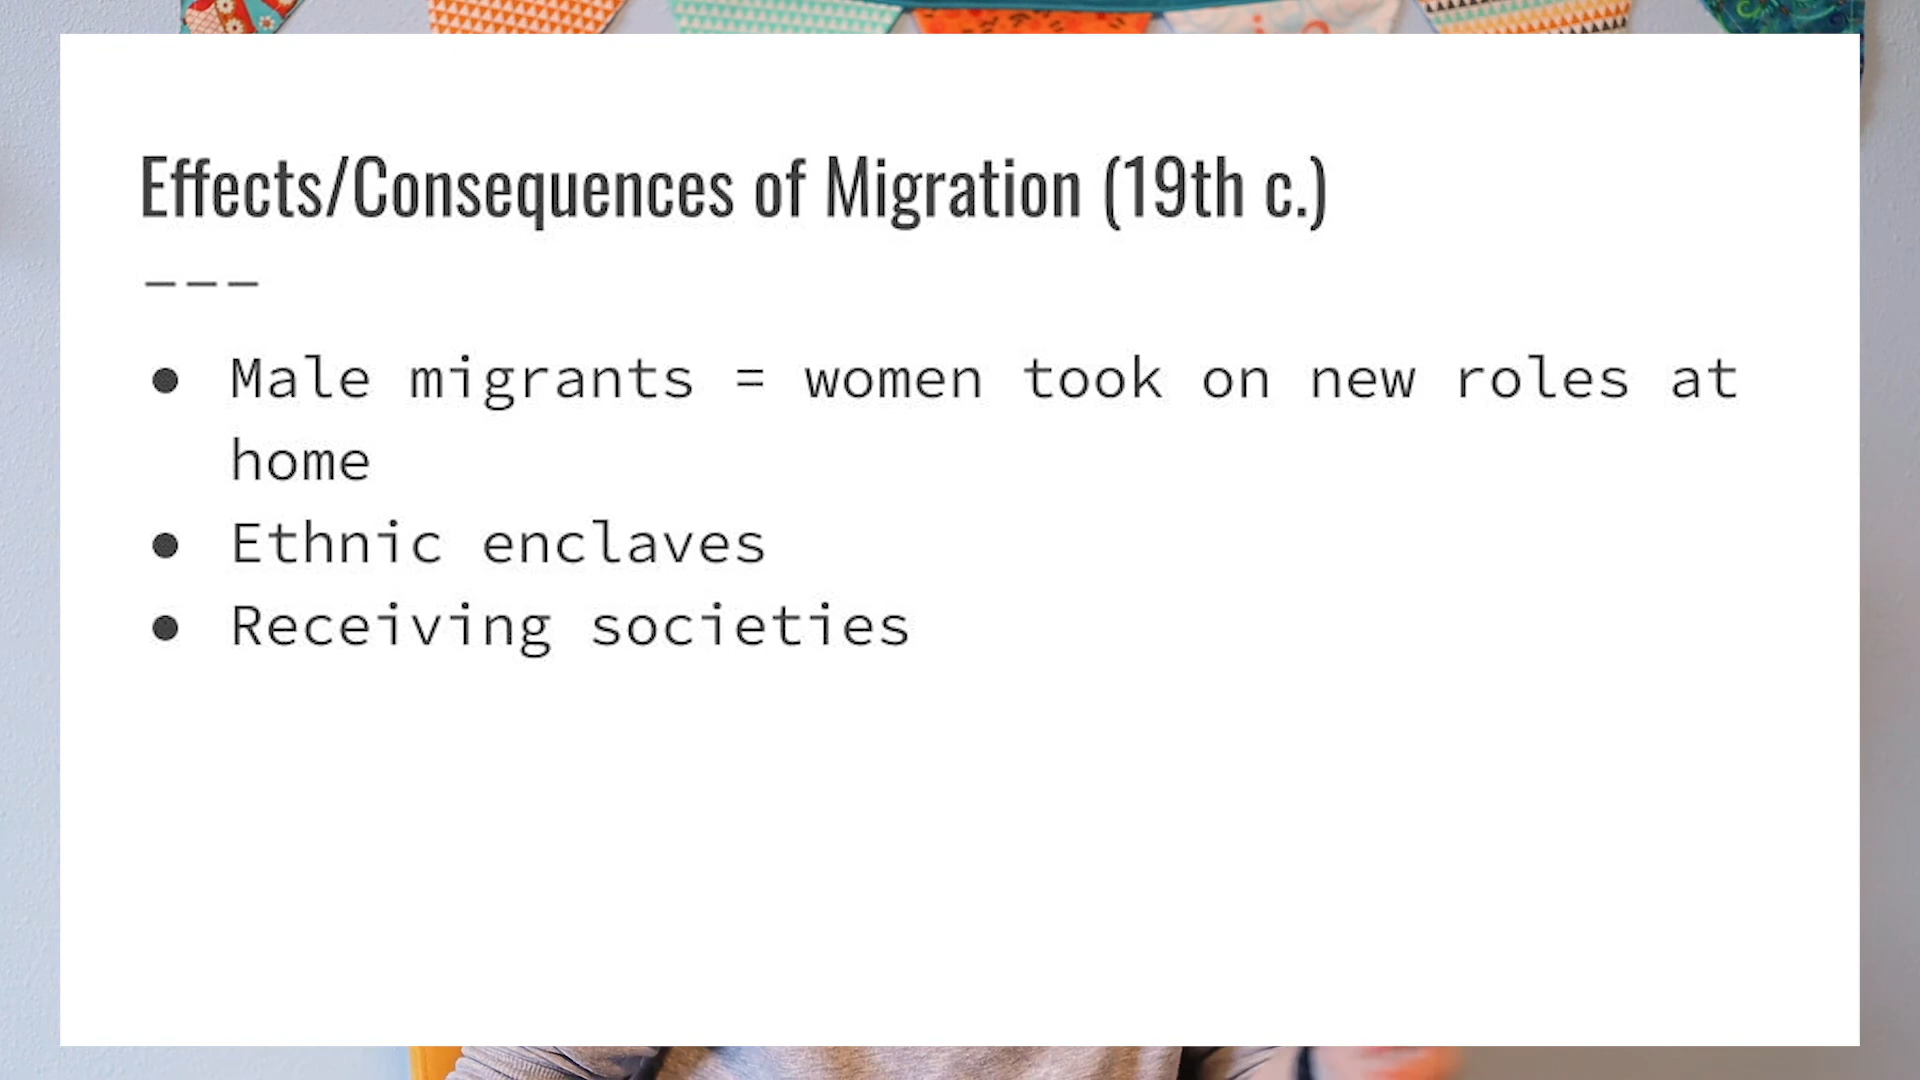 Effects/Consequences of Migration (19th c.)
———
● Male migrants = women took on new roles at
home
● Ethnic enclaves
● Receiving societies